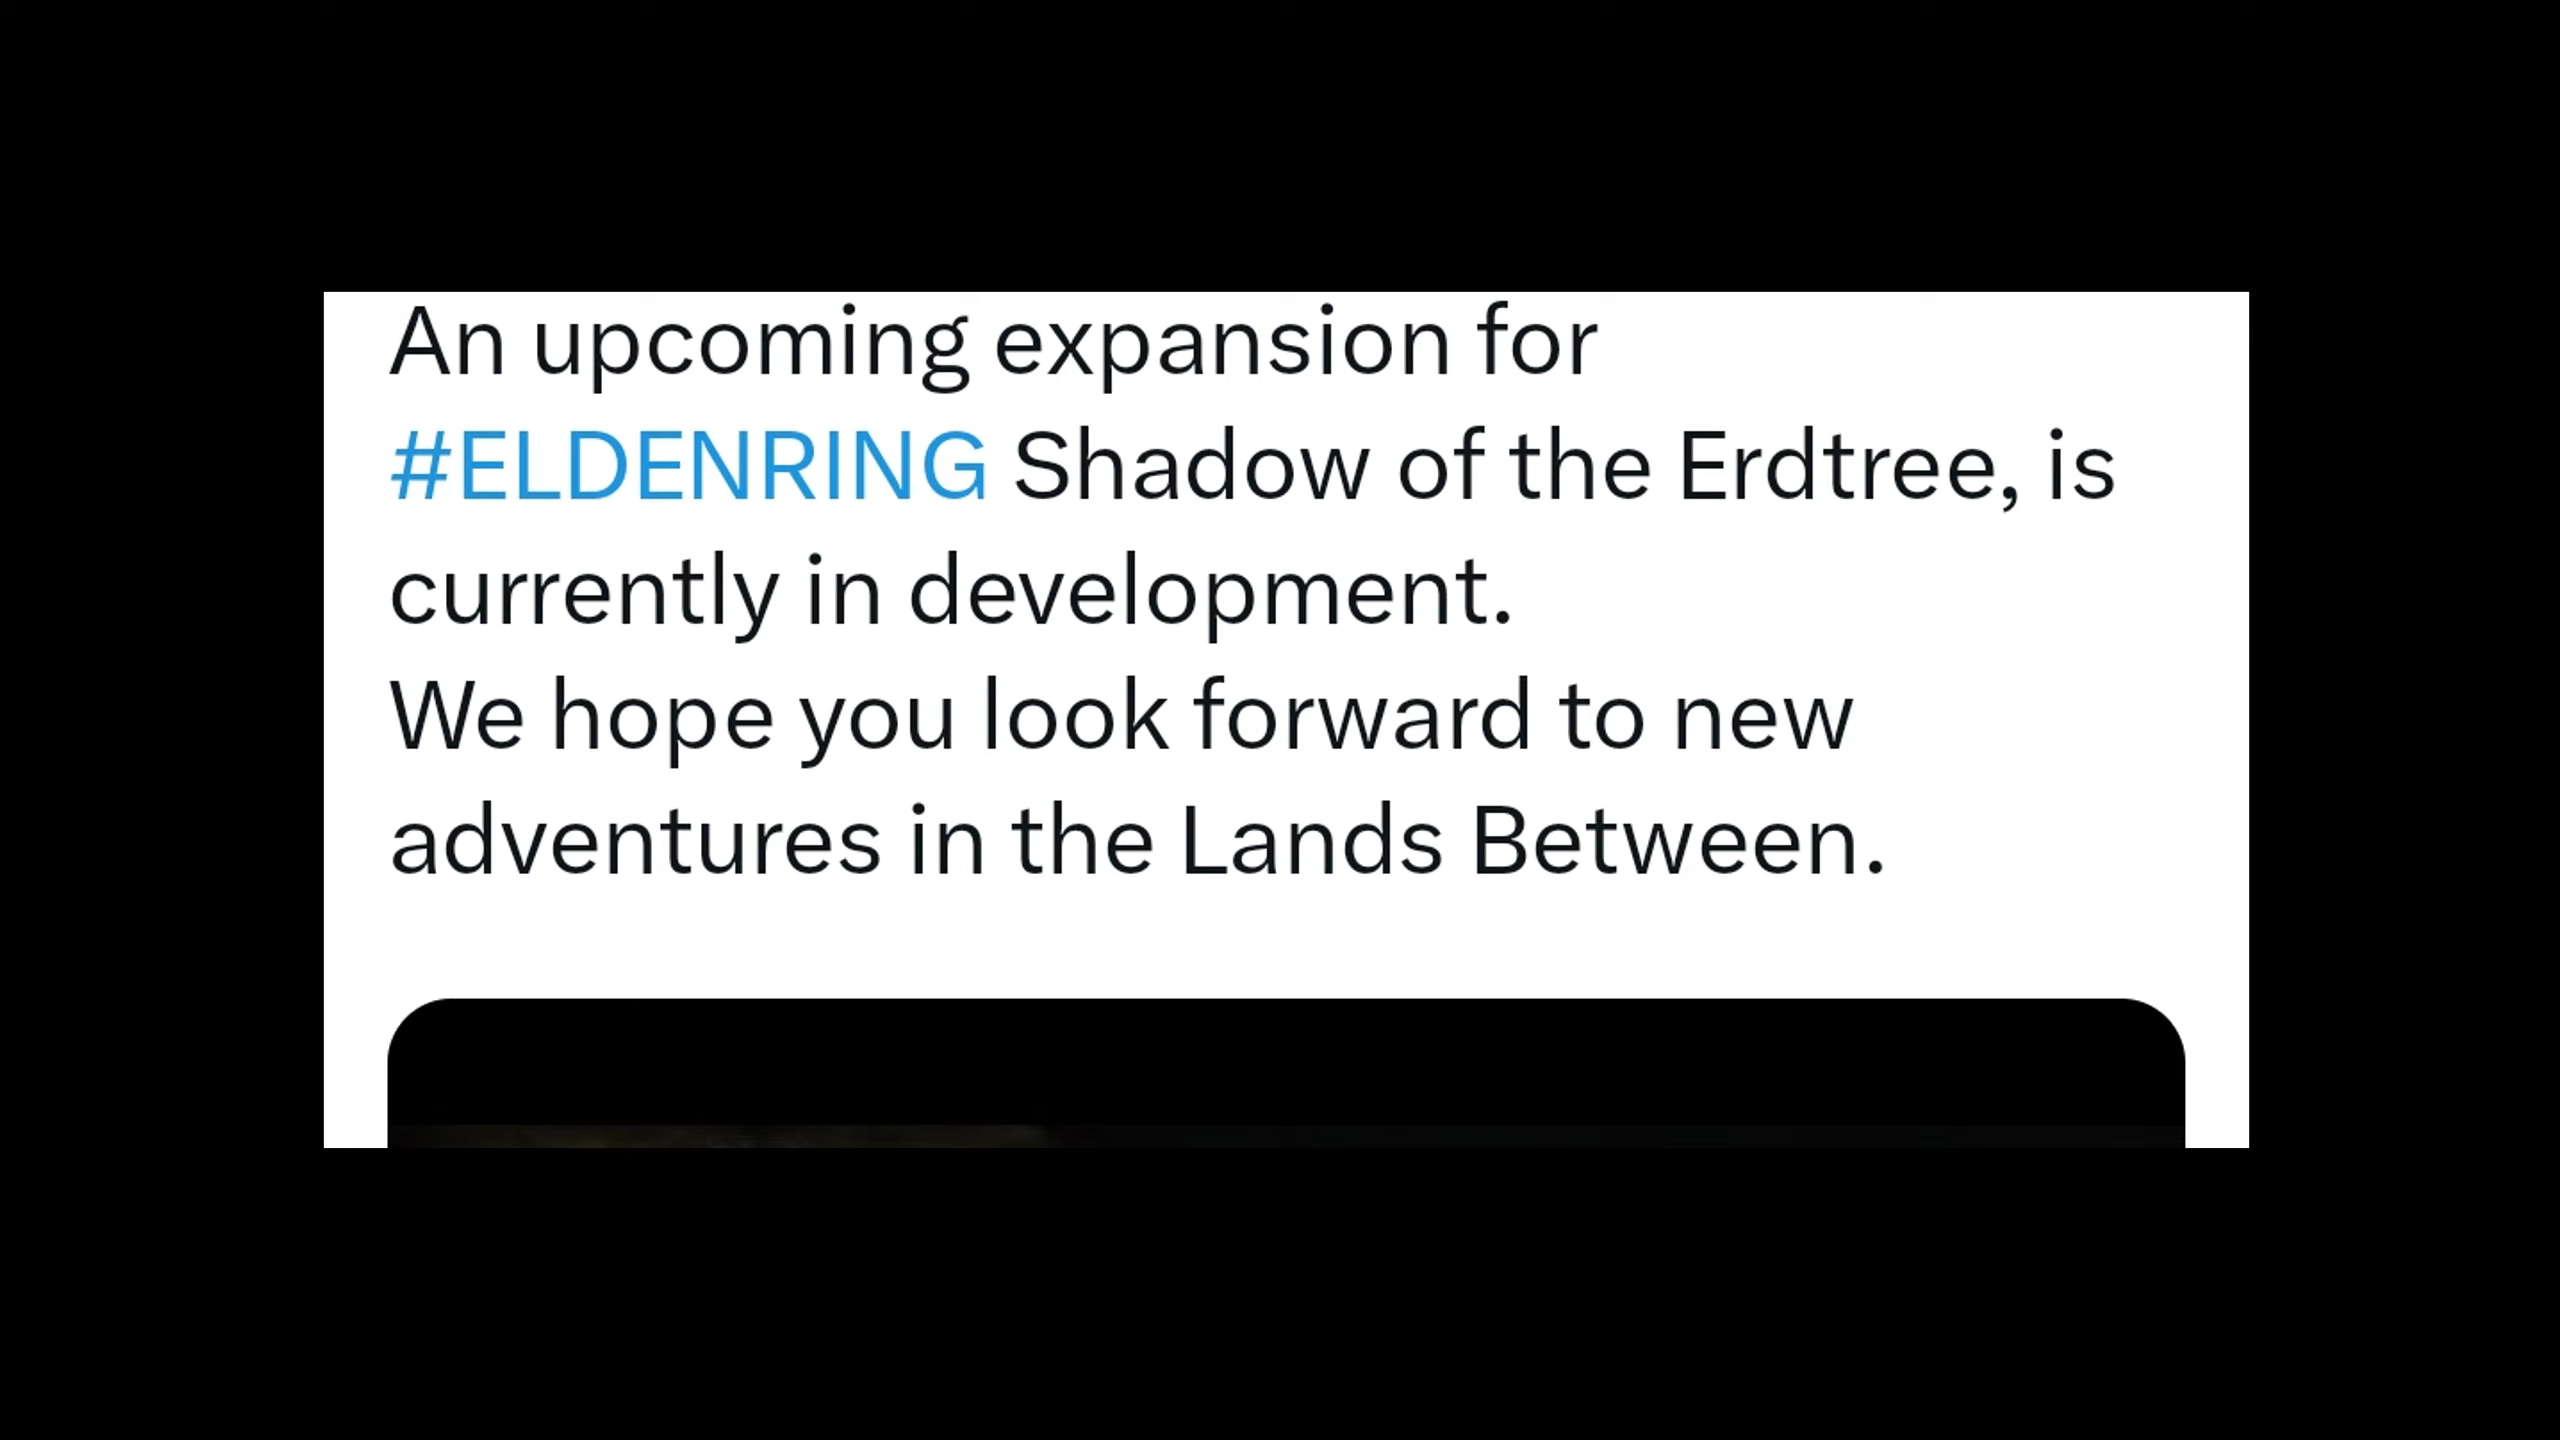 An upcoming expansion for
#ELDENRING Shadow of the Erdtree, is
currently in development.
We hope you look forward to new
adventures in the Lands Between.